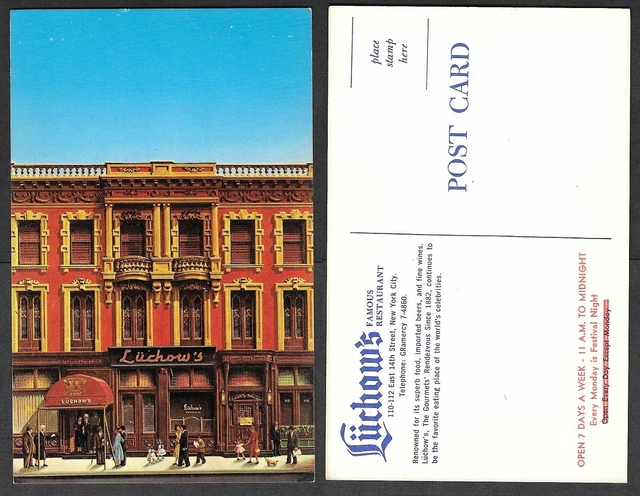 Lüchow's
LÜCHOW'S
Lüchow's
place
stamp
here
POST CARD
Lüchow's FAMOUS
RESTAURANT
110-112 East 14th Street, New York City.
Telephone: GRamercy 7-4860.
Renowned for its superb food, imported beers, and fine wines.
Lüchow's, The Gourmets' Rendezvous Since 1882, continues to
be the favorite eating place of the world's celebrities.
OPEN 7 DAYS A WEEK - 11 A.M. TO MIDNIGHT
Every Monday is Festival Night
Open Every Day Except Monday